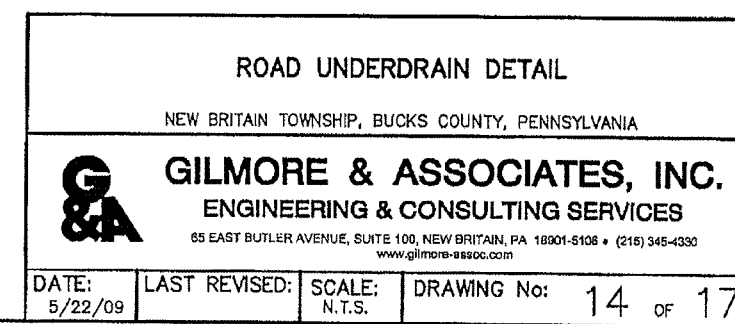 ROAD UNDERDRAIN DETAIL
NEW BRITAIN TOWNSHIP, BUCKS COUNTY, PENNSYLVANIA
G&A
GILMORE & ASSOCIATES, INC.
ENGINEERING & CONSULTING SERVICES
65 EAST BUTLER AVENUE, SUITE 100, NEW BRITAIN, PA 18901-5106 • (215) 345-4330
www.gilmore-assoc.com
DATE: LAST REVISED: SCALE: DRAWING No: 14 OF 17
5/22/09 N.T.S.